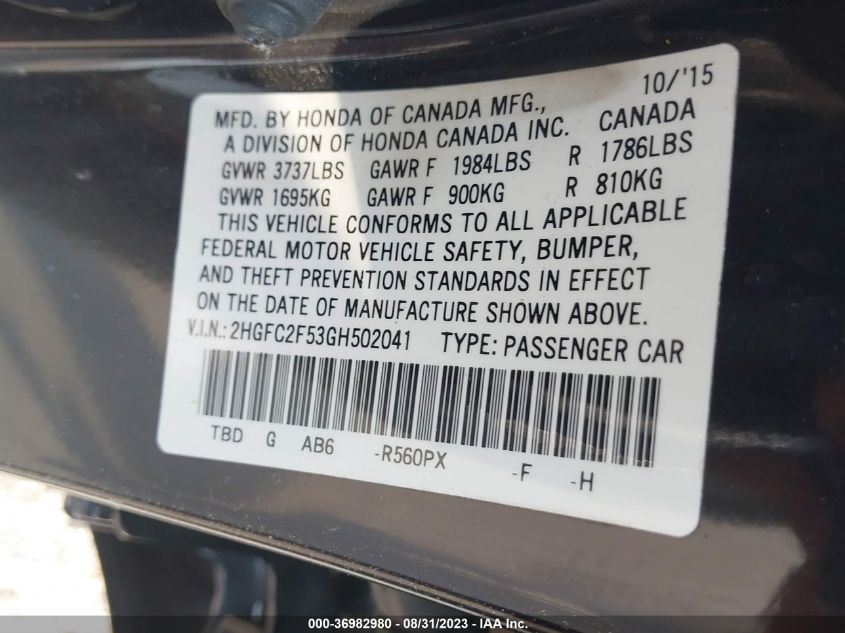 10/'15
MFD. BY HONDA OF CANADA MFG.,
A DIVISION OF HONDA CANADA INC. CANADA
GVWR 3737LBS GAWR F 1984LBS R 1786LBS
GVWR 1695KG GAWR F 900KG R 810KG
THIS VEHICLE CONFORMS TO ALL APPLICABLE
FEDERAL MOTOR VEHICLE SAFETY, BUMPER,
AND THEFT PREVENTION STANDARDS IN EFFECT
ON THE DATE OF MANUFACTURE SHOWN ABOVE.
V.I.N.: 2HGFC2F53GH502041 TYPE: PASSENGER CAR
TBD G AB6 -R560PX -F -H
000-36982980 - 08/31/2023 - IAA Inc.